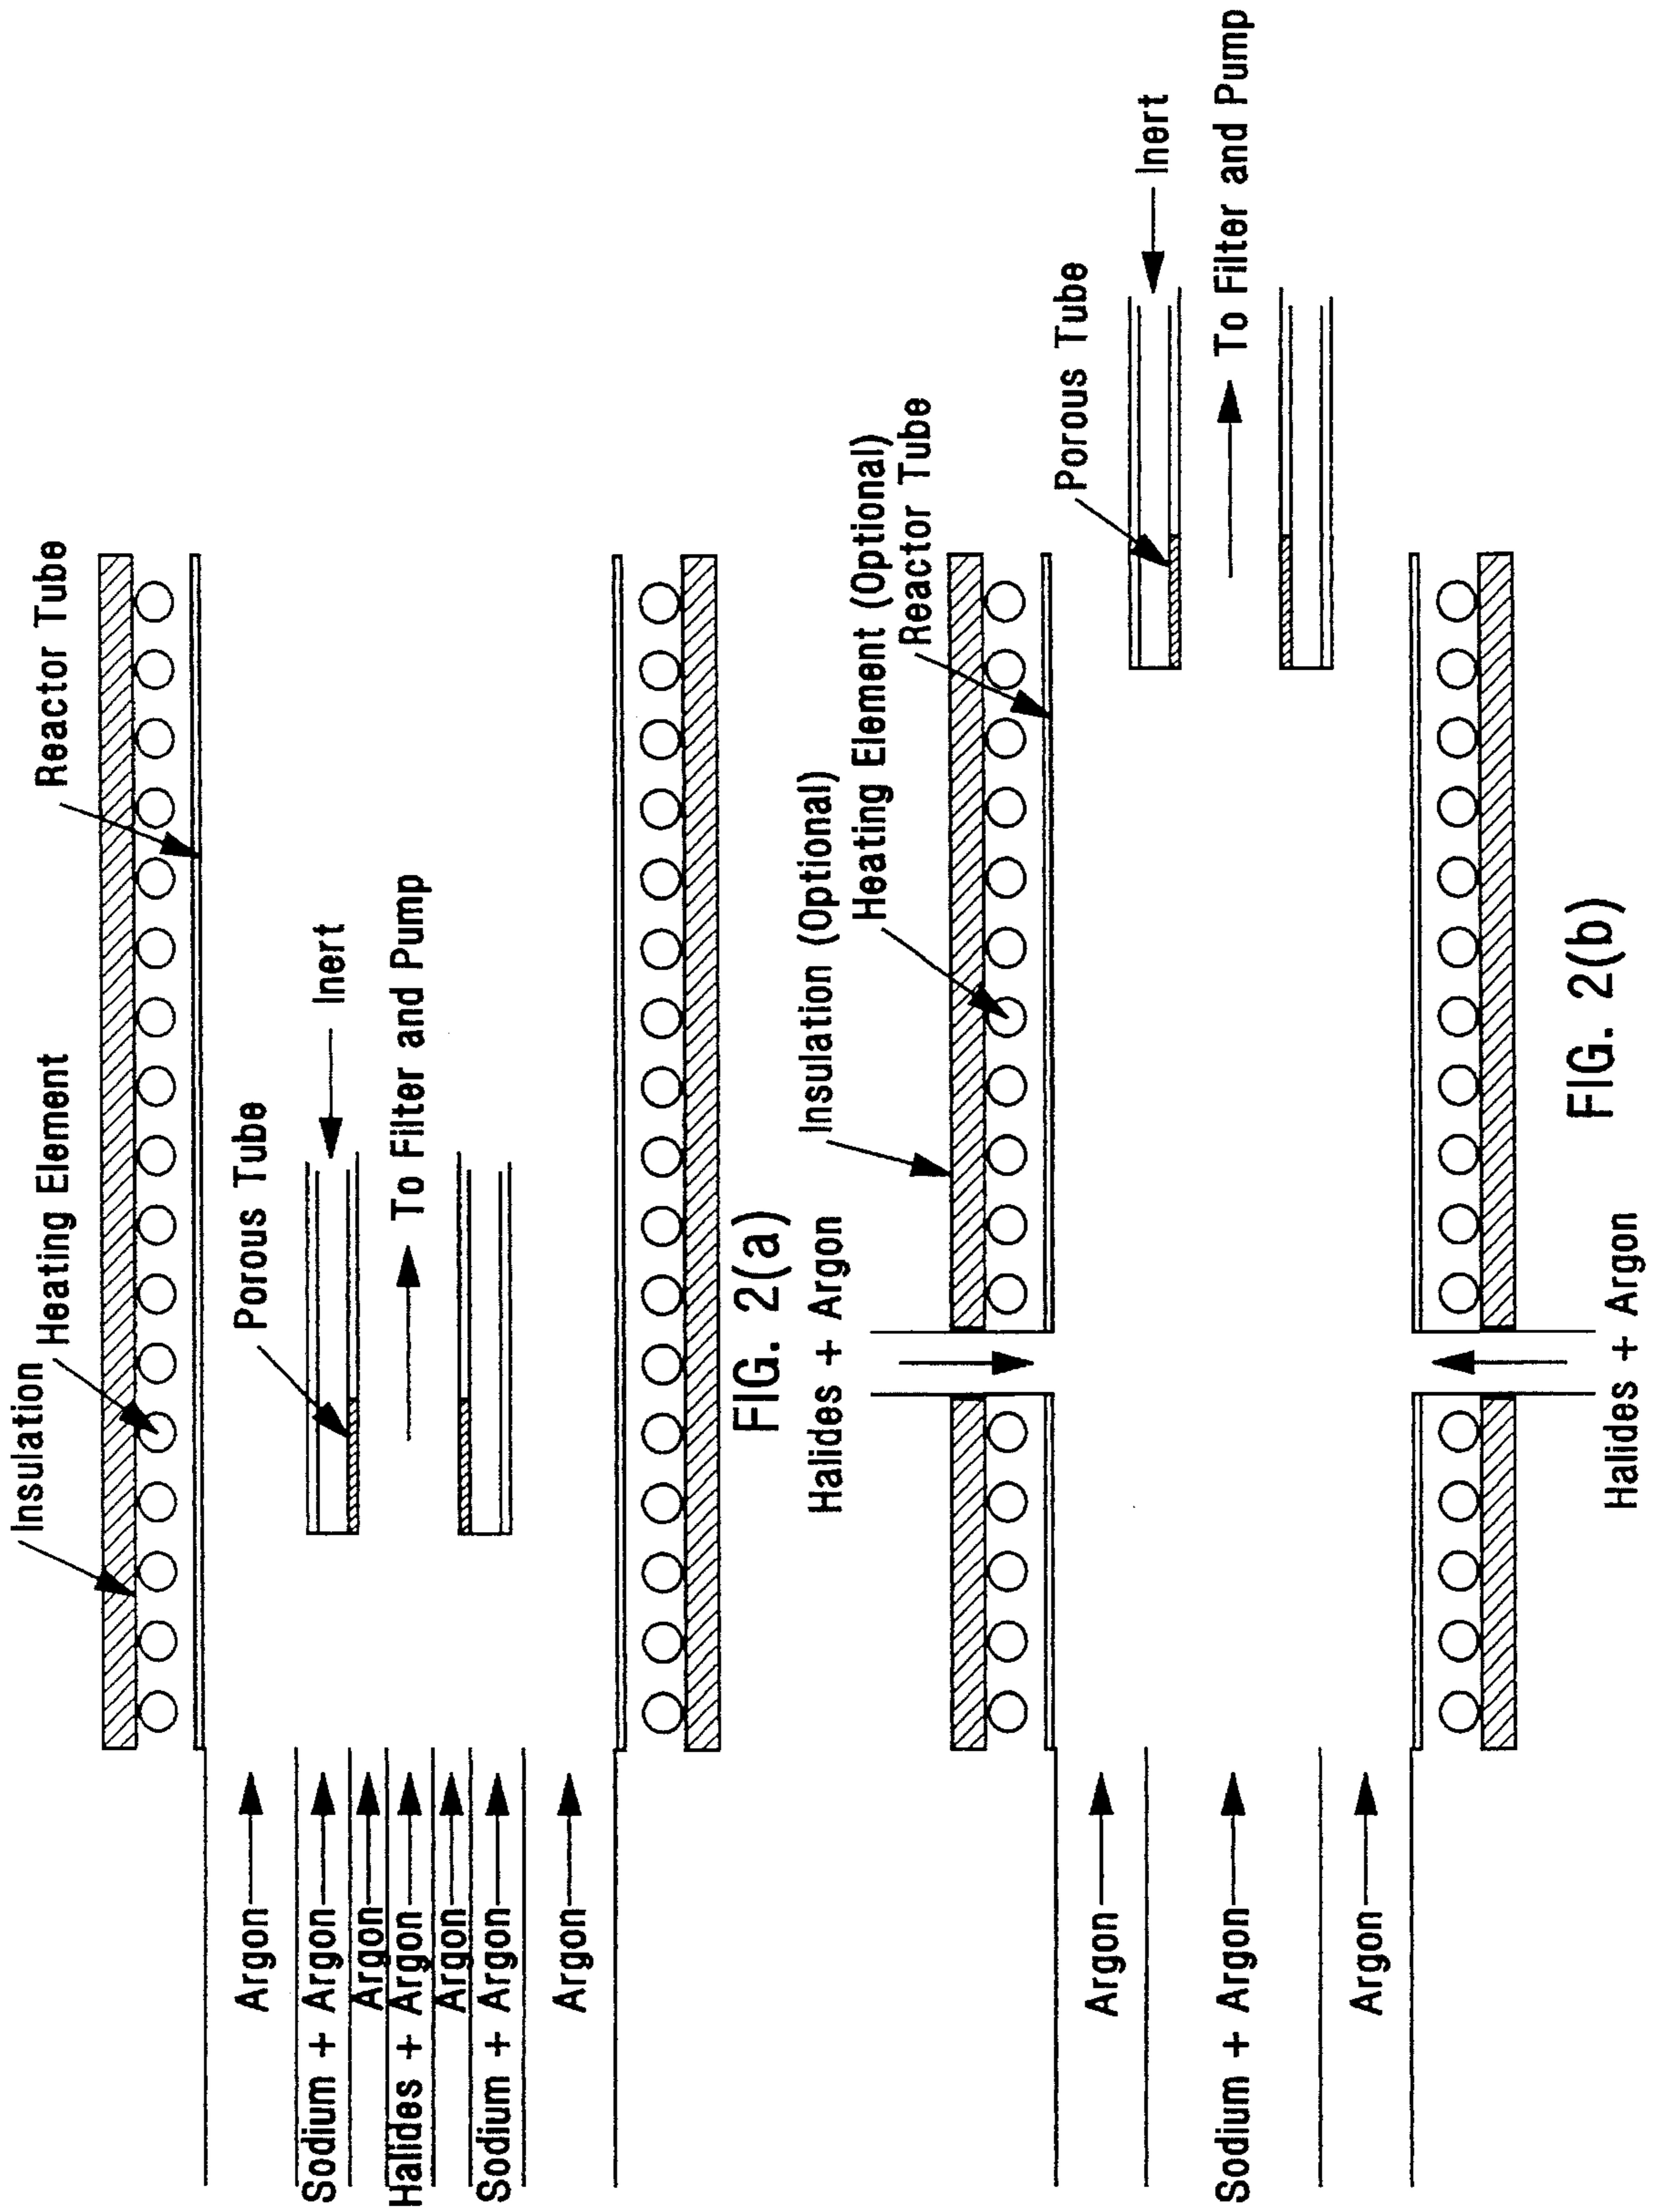 Insulation
Heating Element
Reactor Tube
Porous Tube
Inert
To Filter and Pump
Argon
Sodium + Argon
Argon
Halides + Argon
Argon
Sodium + Argon
Argon
FIG. 2(a)
Halides + Argon
Insulation (Optional)
Heating Element (Optional)
Reactor Tube
Porous Tube
Inert
To Filter and Pump
Argon
Sodium + Argon
Argon
Halides + Argon
FIG. 2(b)